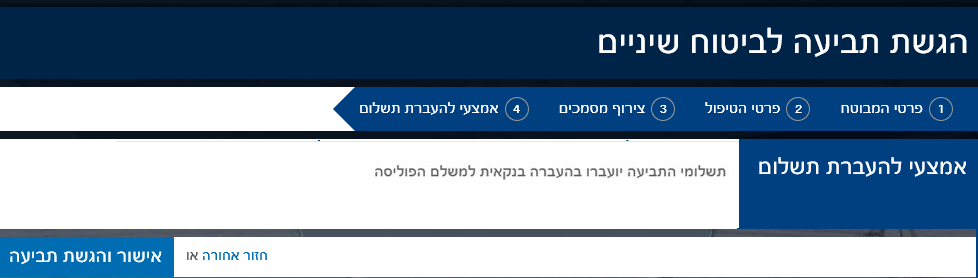 הגשת תביעה לביטוח שיניים
1 פרטי המבוטח 2 פרטי הטיפול 3 צירוף מסמכים 4 אמצעי להעברת תשלום
אמצעי להעברת תשלום
תשלומי התביעה יועברו בהעברה בנקאית למשלם הפוליסה
חזור אחורה או
אישור והגשת תביעה